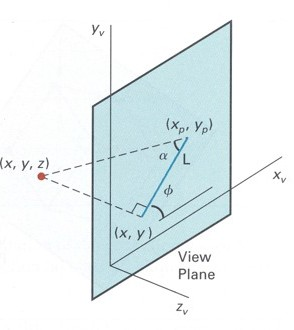 y_v
(x_p, y_p)
α
L
(x, y, z)
x_v
ϕ
(x, y)
View
Plane
z_v